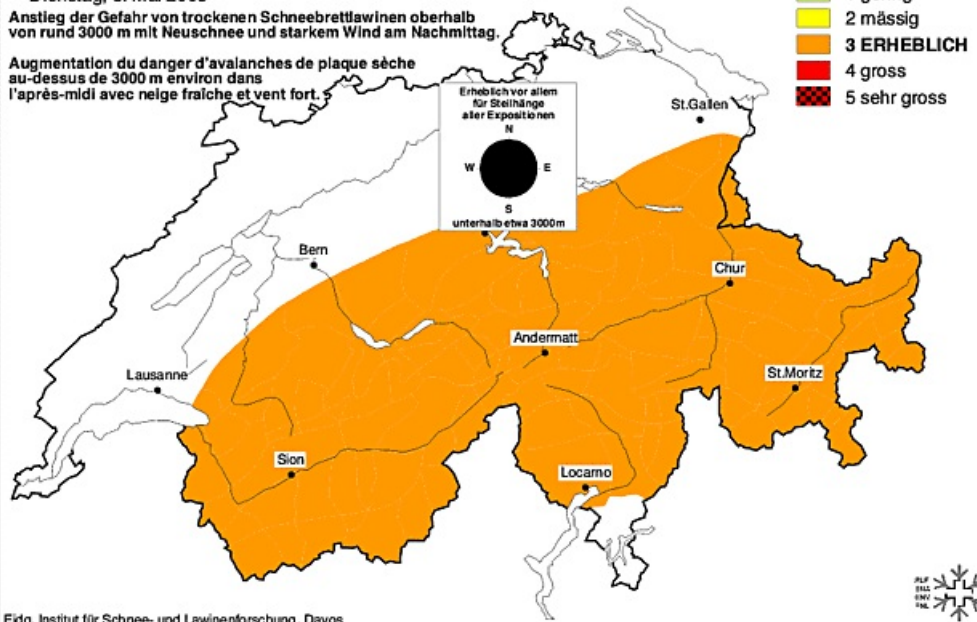 Anstieg der Gefahr von trockenen Schneebrettlawinen oberhalb
von rund 3000 m mit Neuschnee und starkem Wind am Nachmittag.
Augmentation du danger d'avalanches de plaque sèche
au-dessus de 3000 m environ dans
l'après-midi avec neige fraîche et vent fort.
2 mässig
3 ERHEBLICH
4 gross
5 sehr gross
Erheblich vor allem
für Steilhänge
aller Expositionen
N
W E
S
unterhalb etwa 3000m
St.Gallen
Bern
Chur
Andermatt
Lausanne
St.Moritz
Sion
Locarno
SLF
Eidg. Institut für Schnee- und Lawinenforschung, Davos